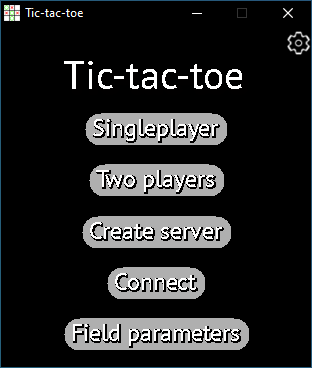 Tic-tac-toe
Tic-tac-toe
Singleplayer
Two players
Create server
Connect
Field parameters